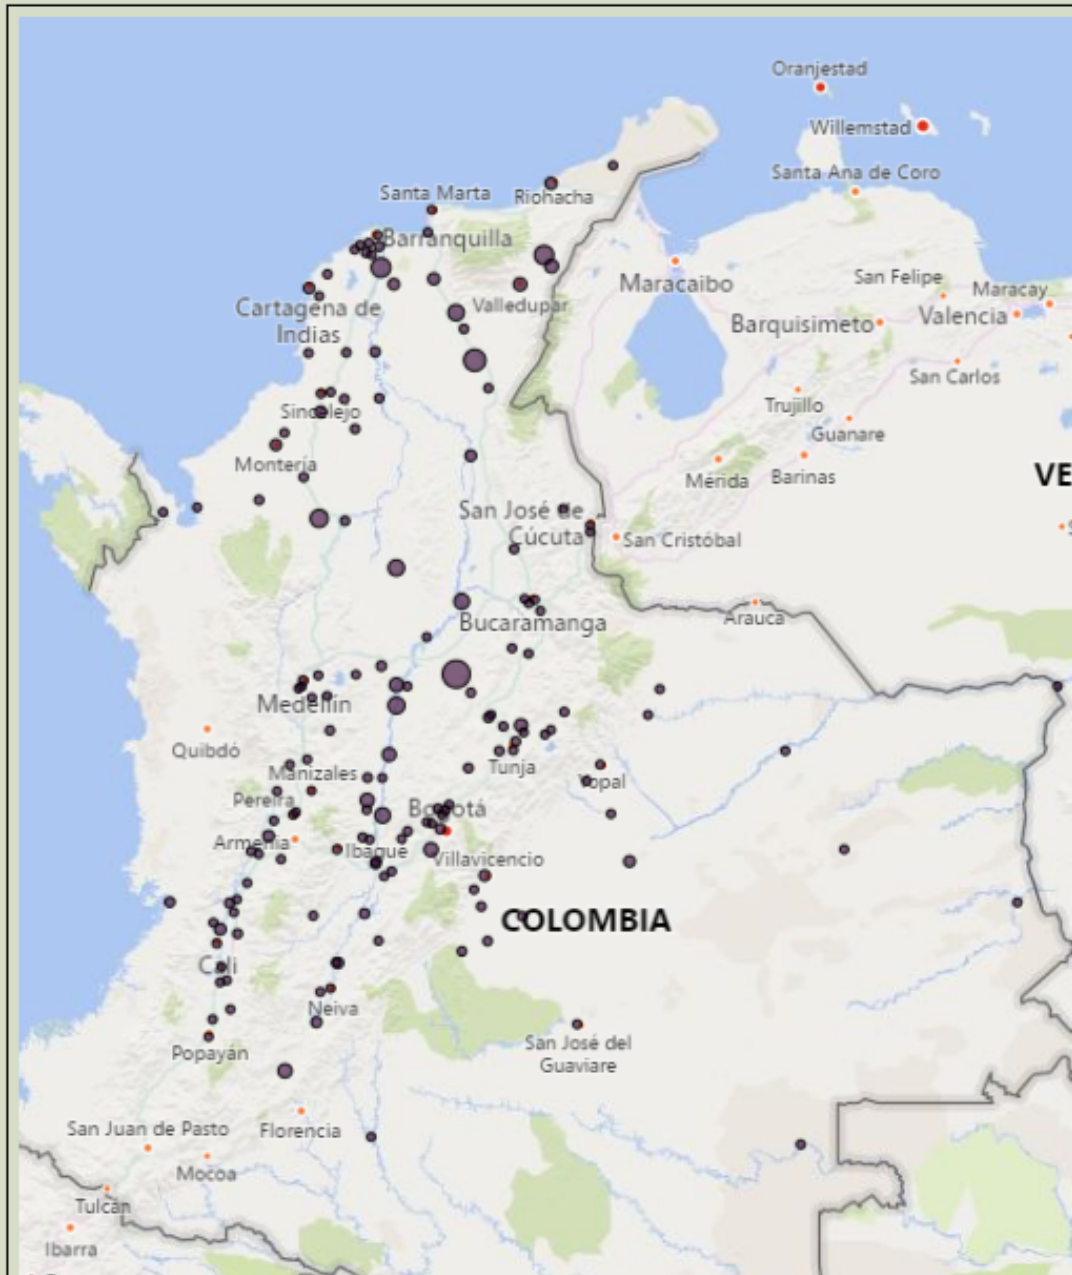 Oranjestad
Willemstad
Santa Ana de Coro
Santa Marta
Riohacha
Barranquilla
Maracaibo
San Felipe
Maracay
Cartagena de
Indias
Valledupar
Barquisimeto
Valencia
San Carlos
Trujillo
Sincelejo
Guanare
Montería
Mérida
Barinas
VE
San José de
Cúcuta
San Cristóbal
Bucaramanga
Arauca
Medellín
Quibdó
Tunja
Manizales
Yopal
Pereira
Bogotá
Armenia
Ibagué
Villavicencio
COLOMBIA
Cali
Neiva
Popayán
San José del
Guaviare
San Juan de Pasto
Florencia
Mocoa
Tulcán
Ibarra